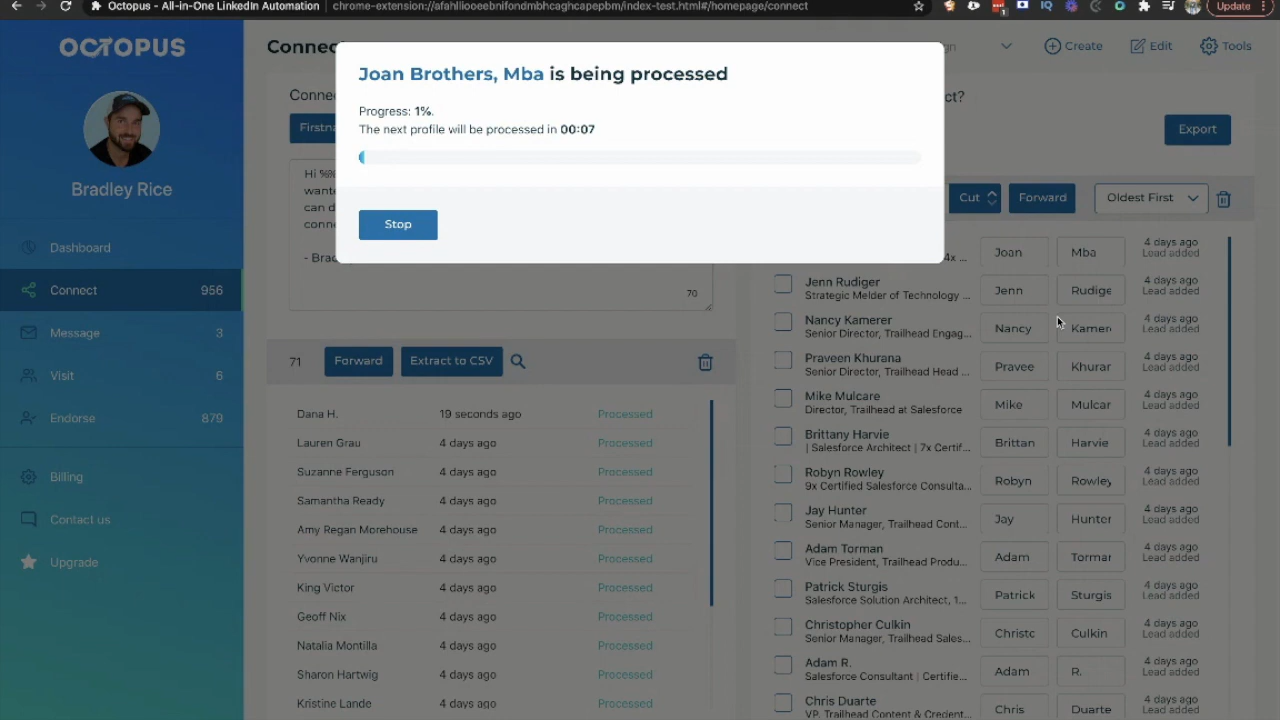 Octopus - All-in-One LinkedIn Automation
chrome-extension://afahlliooeebnifondmbhcaghcapepbm/index-test.html#/homepage/connect
Update
OCTOPUS
Bradley Rice
Dashboard
Connect 956
Message 3
Visit 6
Endorse 879
Billing
Contact us
Upgrade
Create
Edit
Tools
Joan Brothers, Mba is being processed
Progress: 1%.
The next profile will be processed in 00:07
Stop
Export
Cut
Forward
Oldest First
70
71
Forward
Extract to CSV
Dana H. 19 seconds ago Processed
Lauren Grau 4 days ago Processed
Suzanne Ferguson 4 days ago Processed
Samantha Ready 4 days ago Processed
Amy Regan Morehouse 4 days ago Processed
Yvonne Wanjiru 4 days ago Processed
King Victor 4 days ago Processed
Geoff Nix 4 days ago Processed
Natalia Montilla 4 days ago Processed
Sharon Hartwig 4 days ago Processed
Kristine Lande 4 days ago Processed
4x ... Joan Mba 4 days ago
Lead added
Jenn Rudiger
Strategic Melder of Technology ...
Jenn Rudige 4 days ago
Lead added
Nancy Kamerer
Senior Director, Trailhead Engag...
Nancy Kamer 4 days ago
Lead added
Praveen Khurana
Senior Director, Trailhead Head ...
Pravee Khurar 4 days ago
Lead added
Mike Mulcare
Director, Trailhead at Salesforce
Mike Mulcar 4 days ago
Lead added
Brittany Harvie
| Salesforce Architect | 7x Certif...
Brittan Harvie 4 days ago
Lead added
Robyn Rowley
9x Certified Salesforce Consulta...
Robyn Rowley 4 days ago
Lead added
Jay Hunter
Senior Manager, Trailhead Cont...
Jay Hunter 4 days ago
Lead added
Adam Torman
Vice President, Trailhead Produ...
Adam Tormar 4 days ago
Lead added
Patrick Sturgis
Salesforce Solution Architect, 1...
Patrick Sturgis 4 days ago
Lead added
Christopher Culkin
Senior Manager, Trailhead Sales...
Christc Culkin 4 days ago
Lead added
Adam R.
Salesforce Consultant | Certifie...
Adam R. 4 days ago
Lead added
Chris Duarte
VP, Trailhead Content & Credent...
Chris Duarte 4 days ago
Lead added